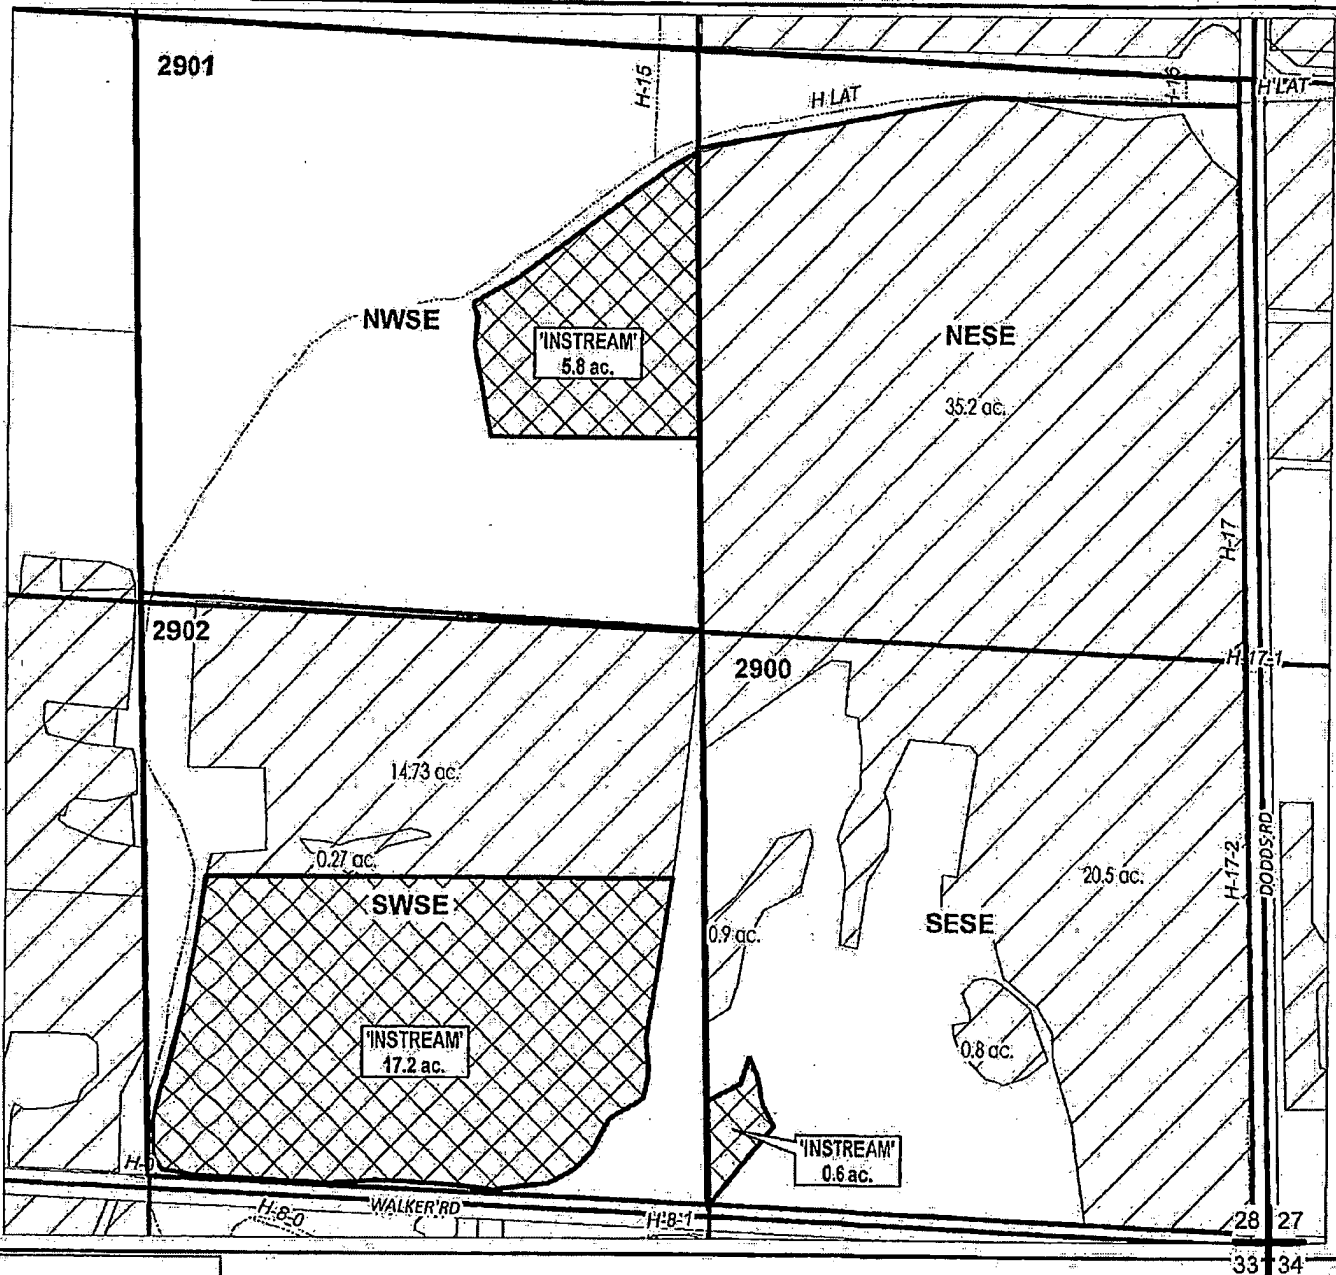 2901
H-15
H LAT
H-16
H LAT
NWSE
'INSTREAM'
5.8 ac.
NESE
35.2 ac.
H-17
2902
2900
H-17-1
14.73 ac.
0.27 ac.
SWSE
0.9 ac.
SESE
20.5 ac.
H-17-2
DODDS RD
'INSTREAM'
17.2 ac.
0.8 ac.
'INSTREAM'
0.6 ac.
H-8-0
WALKER RD
H-8-1
28 27
33 34